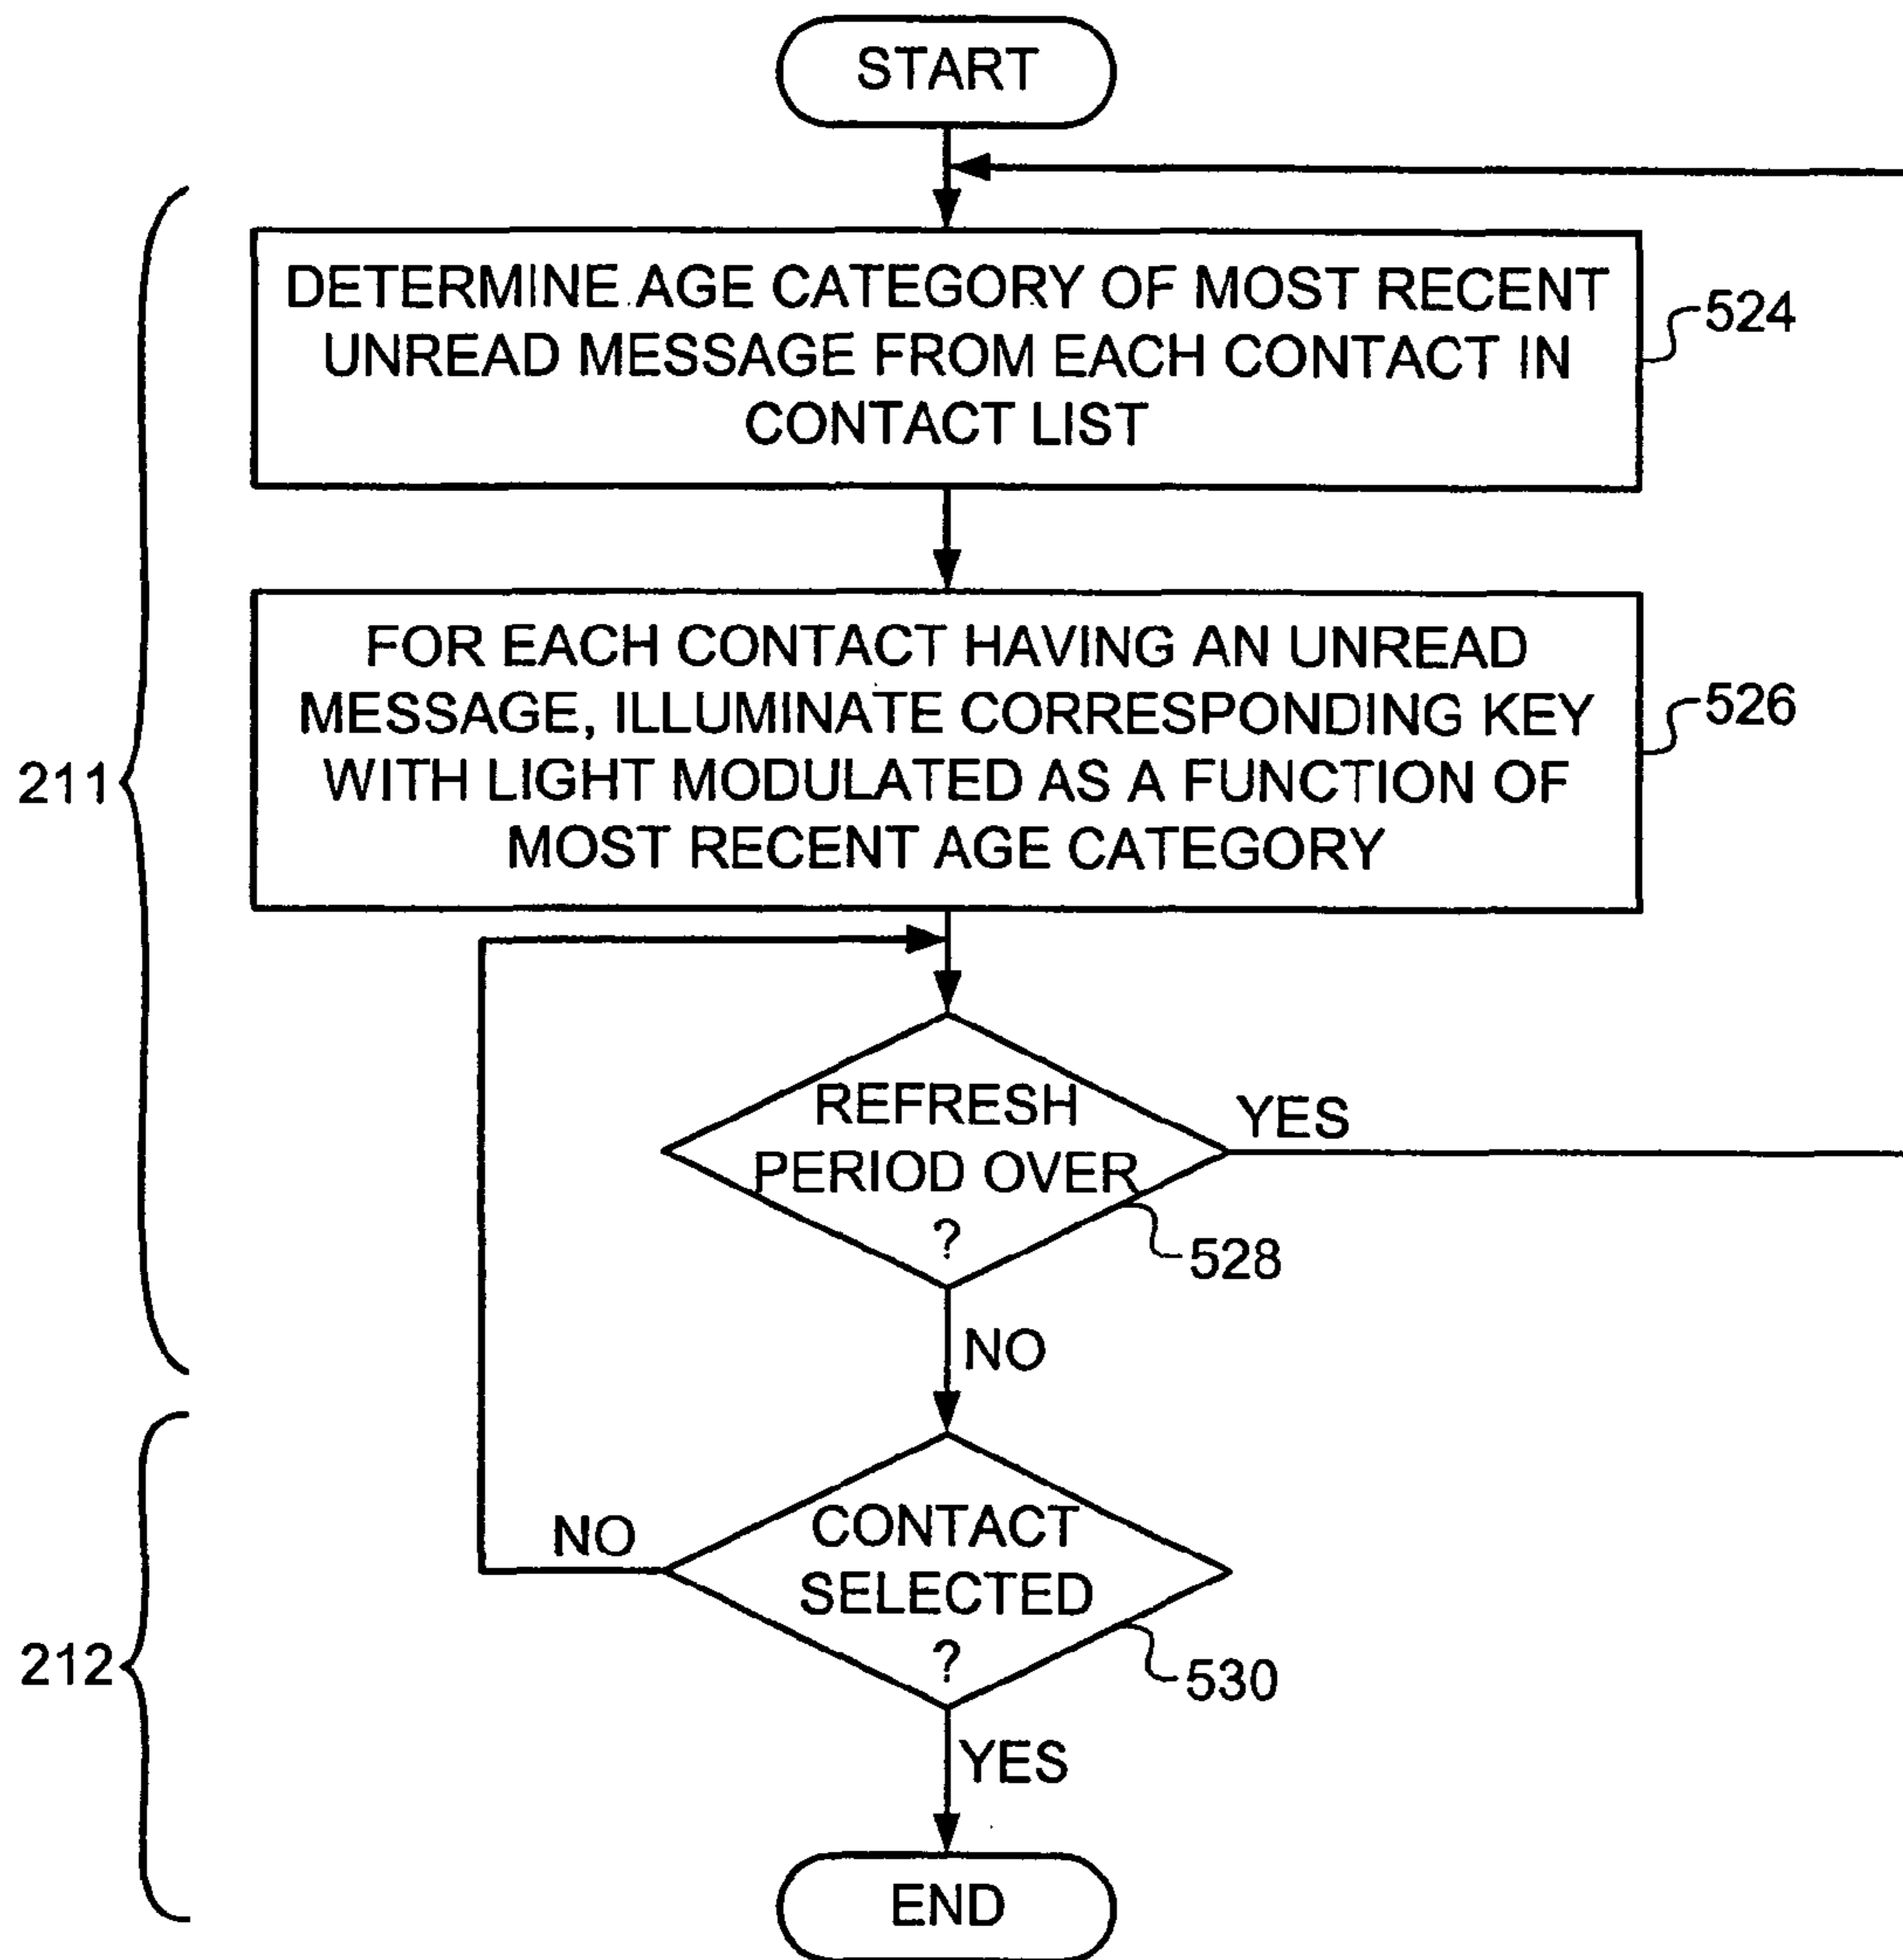 START
DETERMINE AGE CATEGORY OF MOST RECENT
UNREAD MESSAGE FROM EACH CONTACT IN
CONTACT LIST
524
FOR EACH CONTACT HAVING AN UNREAD
MESSAGE, ILLUMINATE CORRESPONDING KEY
WITH LIGHT MODULATED AS A FUNCTION OF
MOST RECENT AGE CATEGORY
526
211
REFRESH
PERIOD OVER
?
YES
528
NO
CONTACT
SELECTED
?
NO
530
212
YES
END